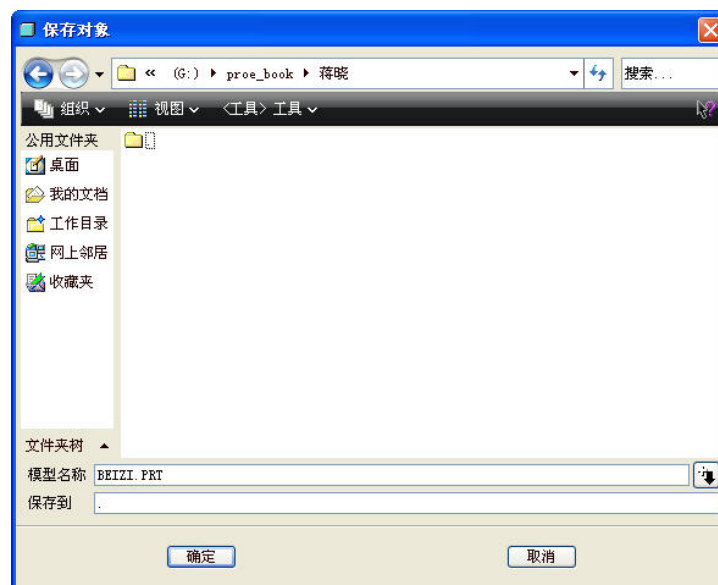 保存对象
« (G:) proe_book 蒋晓 搜索...
组织 视图 〈工具〉工具
公用文件夹
桌面
我的文档
工作目录
网上邻居
收藏夹
文件夹树
模型名称 BEIZI.PRT
保存到 .
确定 取消